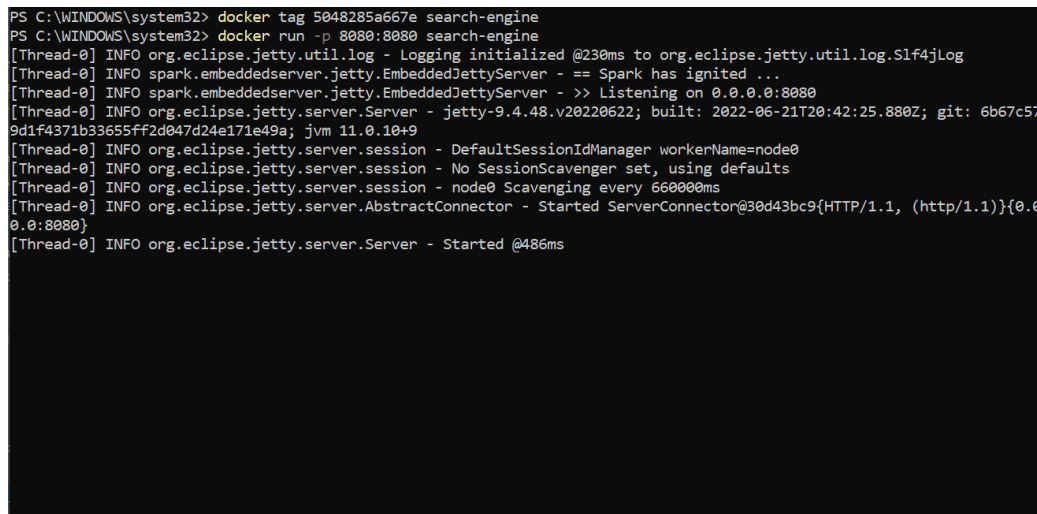 PS C:\WINDOWS\system32> docker tag 5048285a667e search-engine
PS C:\WINDOWS\system32> docker run -p 8080:8080 search-engine
[Thread-0] INFO org.eclipse.jetty.util.log - Logging initialized @230ms to org.eclipse.jetty.util.log.Slf4jLog
[Thread-0] INFO spark.embeddedserver.jetty.EmbeddedJettyServer - == Spark has ignited ...
[Thread-0] INFO spark.embeddedserver.jetty.EmbeddedJettyServer - >> Listening on 0.0.0.0:8080
[Thread-0] INFO org.eclipse.jetty.server.Server - jetty-9.4.48.v20220622; built: 2022-06-21T20:42:25.880Z; git: 6b67c57
9d1f4371b33655ff2d047d24e171e49a; jvm 11.0.10+9
[Thread-0] INFO org.eclipse.jetty.server.session - DefaultSessionIdManager workerName=node0
[Thread-0] INFO org.eclipse.jetty.server.session - No SessionScavenger set, using defaults
[Thread-0] INFO org.eclipse.jetty.server.session - node0 Scavenging every 660000ms
[Thread-0] INFO org.eclipse.jetty.server.AbstractConnector - Started ServerConnector@30d43bc9{HTTP/1.1, (http/1.1)}{0.0
0.0:8080}
[Thread-0] INFO org.eclipse.jetty.server.Server - Started @486ms